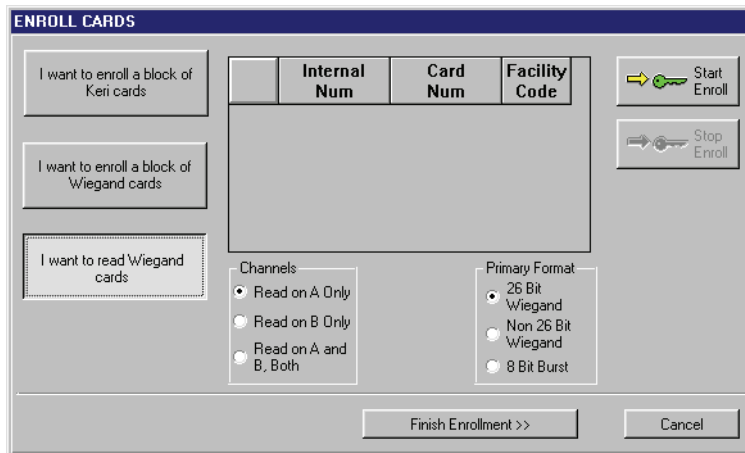 ENROLL CARDS
I want to enroll a block of
Keri cards
I want to enroll a block of
Wiegand cards
I want to read Wiegand
cards
Internal
Num
Card
Num
Facility
Code
Start
Enroll
Stop
Enroll
Channels
Read on A Only
Read on B Only
Read on A and
B, Both
Primary Format
26 Bit
Wiegand
Non 26 Bit
Wiegand
8 Bit Burst
Finish Enrollment >>
Cancel